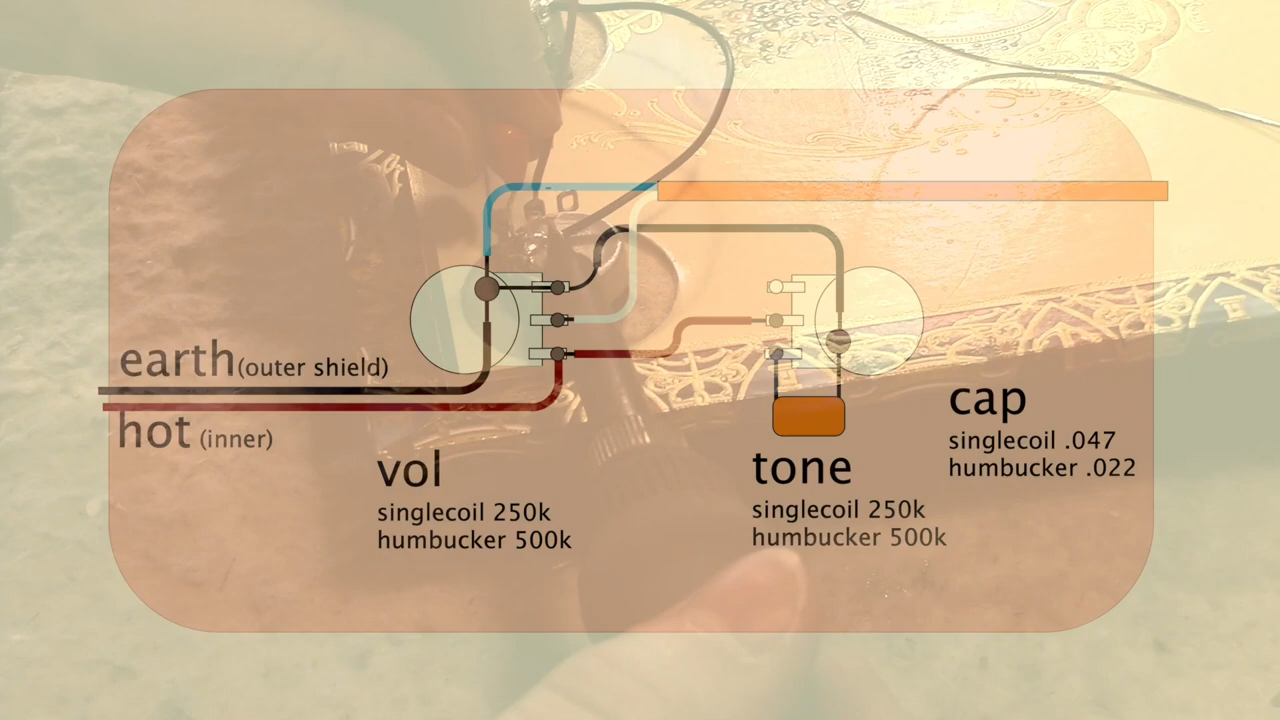 earth(outer shield)
hot (inner)
vol
singlecoil 250k
humbucker 500k
tone
singlecoil 250k
humbucker 500k
cap
singlecoil .047
humbucker .022